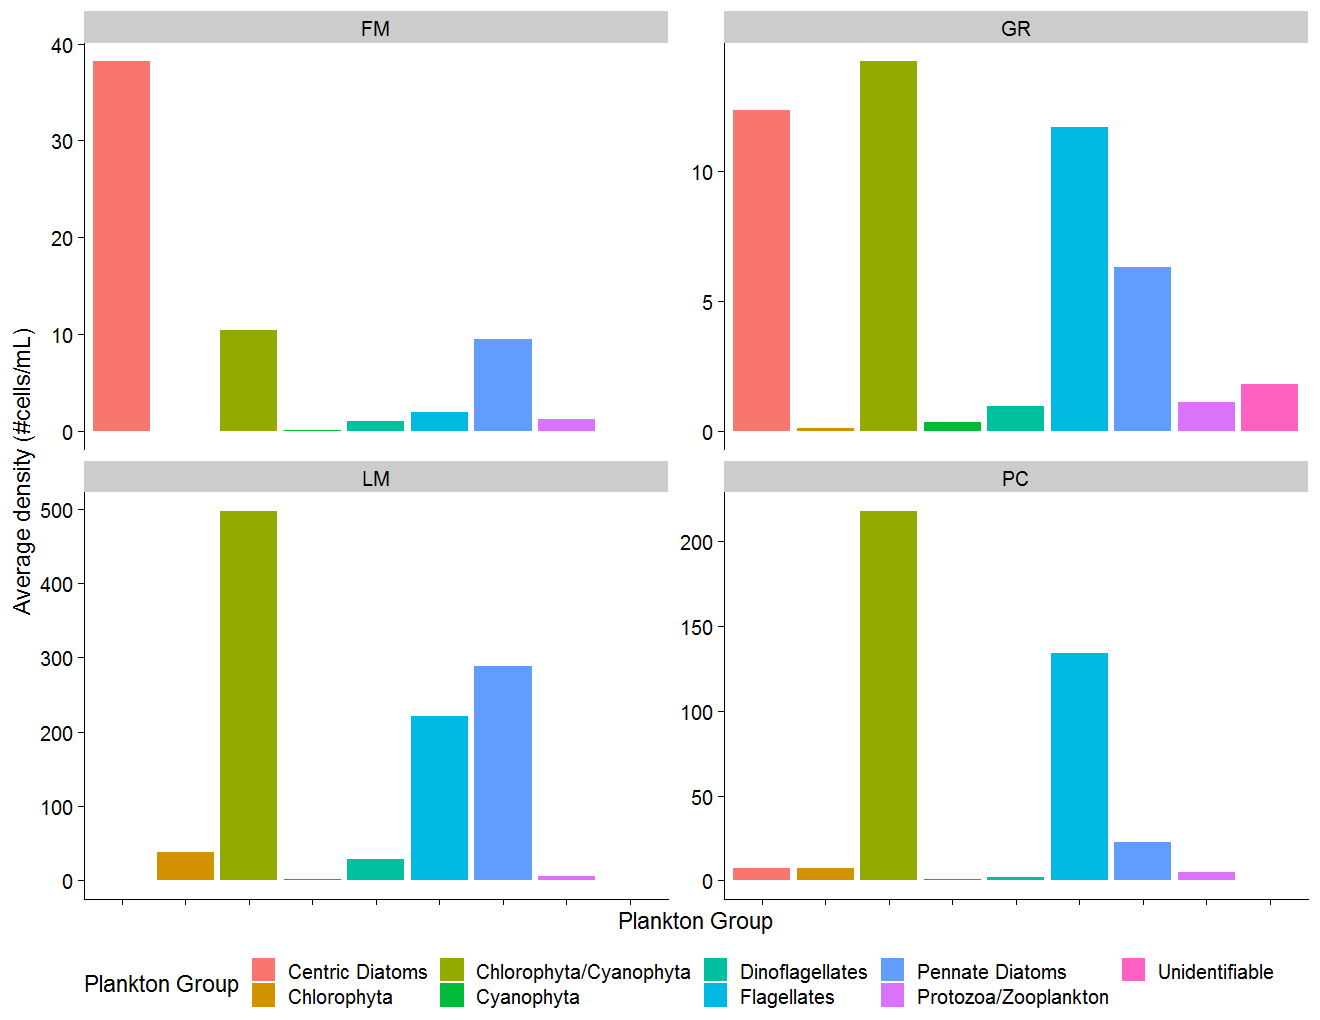 FM
GR
40
30
20
10
0
10
5
0
Average density (#cells/mL)
LM
PC
500
400
300
200
100
0
200
150
100
50
0
Plankton Group
Plankton Group
Centric Diatoms
Chlorophyta/Cyanophyta
Dinoflagellates
Pennate Diatoms
Unidentifiable
Chlorophyta
Cyanophyta
Flagellates
Protozoa/Zooplankton